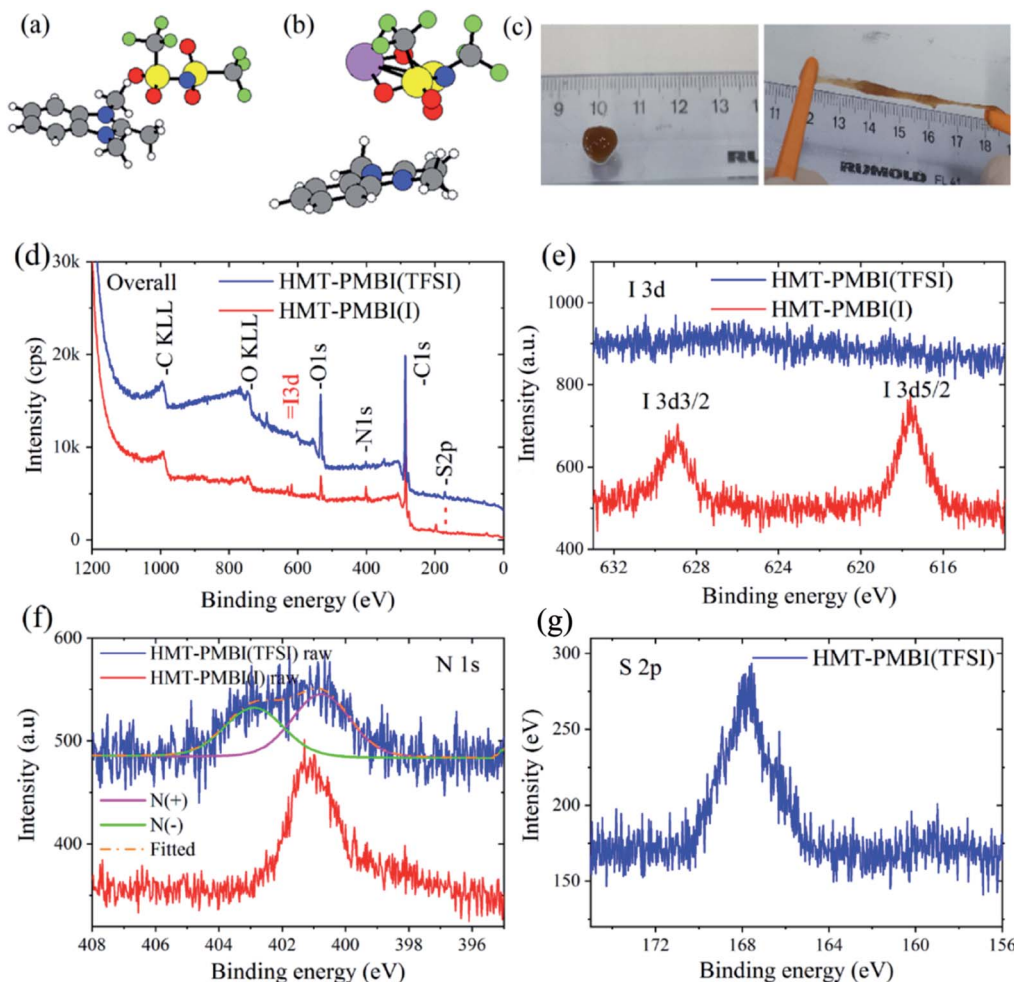 (a)
(b)
(c)
9 10 11 12 13
RU
11 12 13 14 15 16 17 18
RUMOLD FL 41
(d)
30k
20k
10k
0
Intensity (cps)
Overall
HMT-PMBI(TFSI)
HMT-PMBI(I)
-C KLL
-O KLL
=I3d
-O1s
-N1s
-C1s
-S2p
1200 1000 800 600 400 200 0
Binding energy (eV)
(e)
1000
800
600
400
Intensity (a.u.)
HMT-PMBI(TFSI)
I 3d
HMT-PMBI(I)
I 3d3/2
I 3d5/2
632 628 624 620 616
Binding energy (eV)
(f)
600
500
400
Intensity (a.u)
HMT-PMBI(TFSI) raw
HMT-PMBI(I) raw
N 1s
N(+)
N(-)
Fitted
408 406 404 402 400 398 396
Binding energy (eV)
(g)
300
250
200
150
Intensity (eV)
S 2p
HMT-PMBI(TFSI)
172 168 164 160 156
Binding energy (eV)